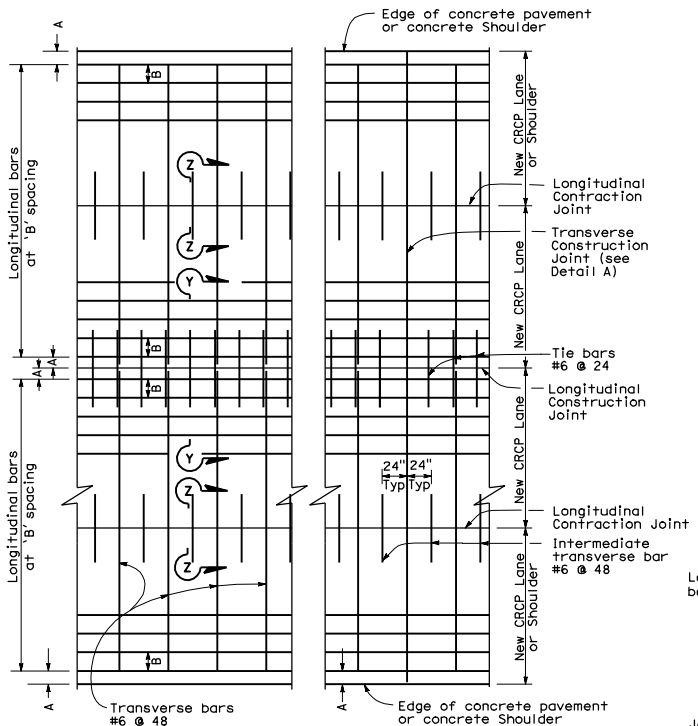 Edge of concrete pavement
or concrete Shoulder
A
B
Longitudinal bars
at 'B' spacing
New CRCP Lane
or Shoulder
Z
Longitudinal
Contraction
Joint
Z
Transverse
Construction
Joint (see
Detail A)
New CRCP Lane
Y
B
A
A
Tie bars
#6 @ 24
B
Longitudinal
Construction
Joint
New CRCP Lane
Y
24" 24"
Typ Typ
Z
Longitudinal bars
at 'B' spacing
Longitudinal
Contraction Joint
Intermediate
transverse bar
#6 @ 48
Z
New CRCP Lane
or Shoulder
B
A
A
Transverse bars
#6 @ 48
Edge of concrete pavement
or concrete Shoulder